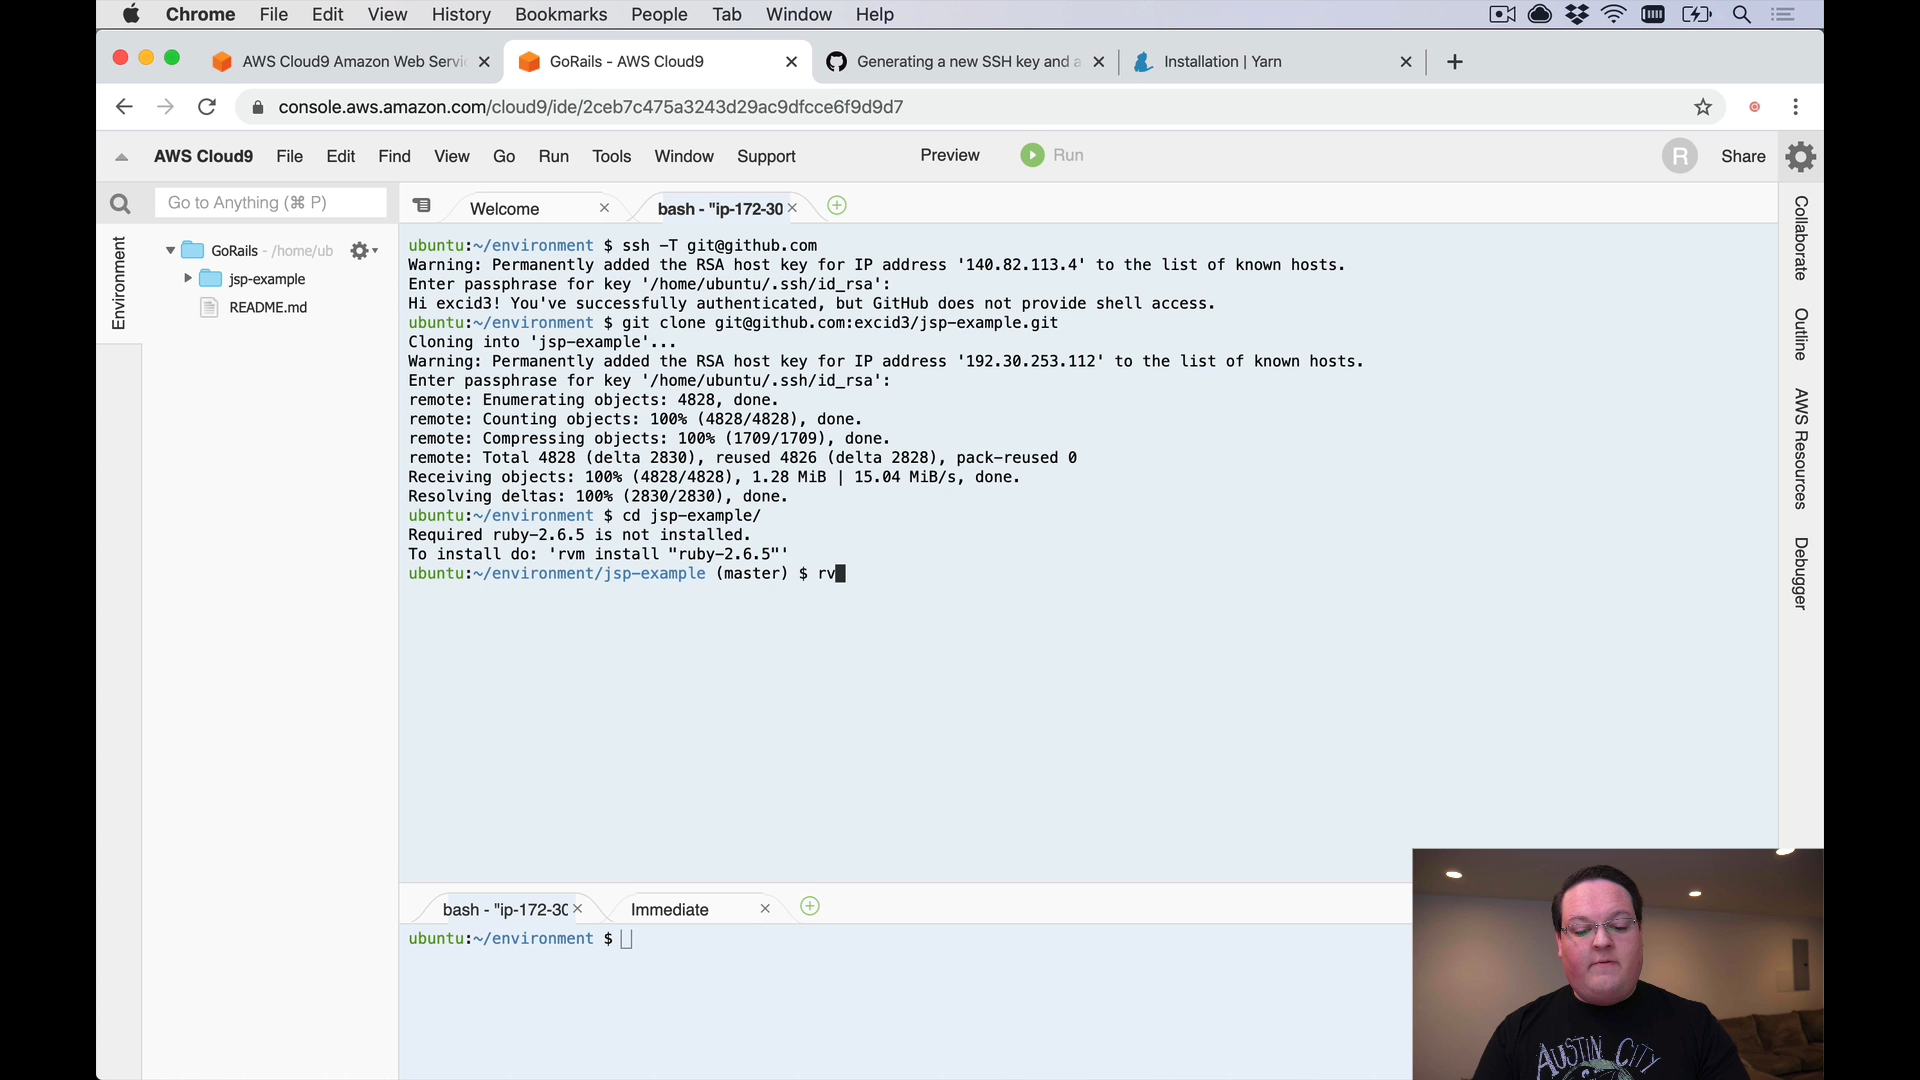 Chrome File Edit View History Bookmarks People Tab Window Help
AWS Cloud9 Amazon Web Servi
GoRails - AWS Cloud9
Generating a new SSH key and a
Installation | Yarn
console.aws.amazon.com/cloud9/ide/2ceb7c475a3243d29ac9dfcce6f9d9d7
AWS Cloud9 File Edit Find View Go Run Tools Window Support Preview Run R Share
Go to Anything (⌘ P)
Welcome
bash - "ip-172-30
Environment
GoRails - /home/ub
jsp-example
README.md
ubuntu:~/environment $ ssh -T git@github.com
Warning: Permanently added the RSA host key for IP address '140.82.113.4' to the list of known hosts.
Enter passphrase for key '/home/ubuntu/.ssh/id_rsa':
Hi excid3! You've successfully authenticated, but GitHub does not provide shell access.
ubuntu:~/environment $ git clone git@github.com:excid3/jsp-example.git
Cloning into 'jsp-example'...
Warning: Permanently added the RSA host key for IP address '192.30.253.112' to the list of known hosts.
Enter passphrase for key '/home/ubuntu/.ssh/id_rsa':
remote: Enumerating objects: 4828, done.
remote: Counting objects: 100% (4828/4828), done.
remote: Compressing objects: 100% (1709/1709), done.
remote: Total 4828 (delta 2830), reused 4826 (delta 2828), pack-reused 0
Receiving objects: 100% (4828/4828), 1.28 MiB | 15.04 MiB/s, done.
Resolving deltas: 100% (2830/2830), done.
ubuntu:~/environment $ cd jsp-example/
Required ruby-2.6.5 is not installed.
To install do: 'rvm install "ruby-2.6.5"'
ubuntu:~/environment/jsp-example (master) $ rv
Collaborate
Outline
AWS Resources
Debugger
bash - "ip-172-30
Immediate
ubuntu:~/environment $
AUSTIN CITY